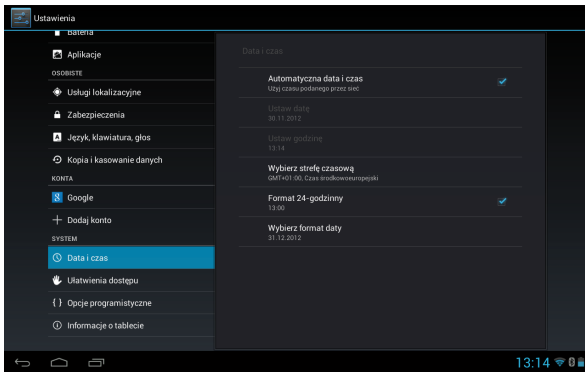 Ustawienia
Bateria
Aplikacje
OSOBISTE
Usługi lokalizacyjne
Zabezpieczenia
Język, klawiatura, głos
Kopia i kasowanie danych
KONTA
Google
Dodaj konto
SYSTEM
Data i czas
Ułatwienia dostępu
Opcje programistyczne
Informacje o tablecie
Data i czas
Automatyczna data i czas
Użyj czasu podanego przez sieć
Ustaw datę
30.11.2012
Ustaw godzinę
13:14
Wybierz strefę czasową
GMT+01:00, Czas środkowoeuropejski
Format 24-godzinny
13:00
Wybierz format daty
31.12.2012
13:14